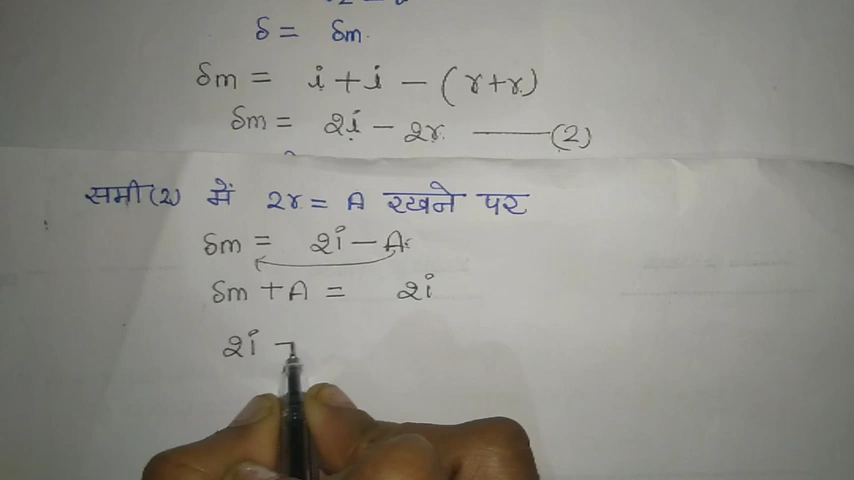 δ = δm.
δm = i + i - (r+r.)
δm = 2i - 2r. —— (2)
समी(2) में 2r = A रखने पर
δm = 2i - A
δm + A = 2i
2i =